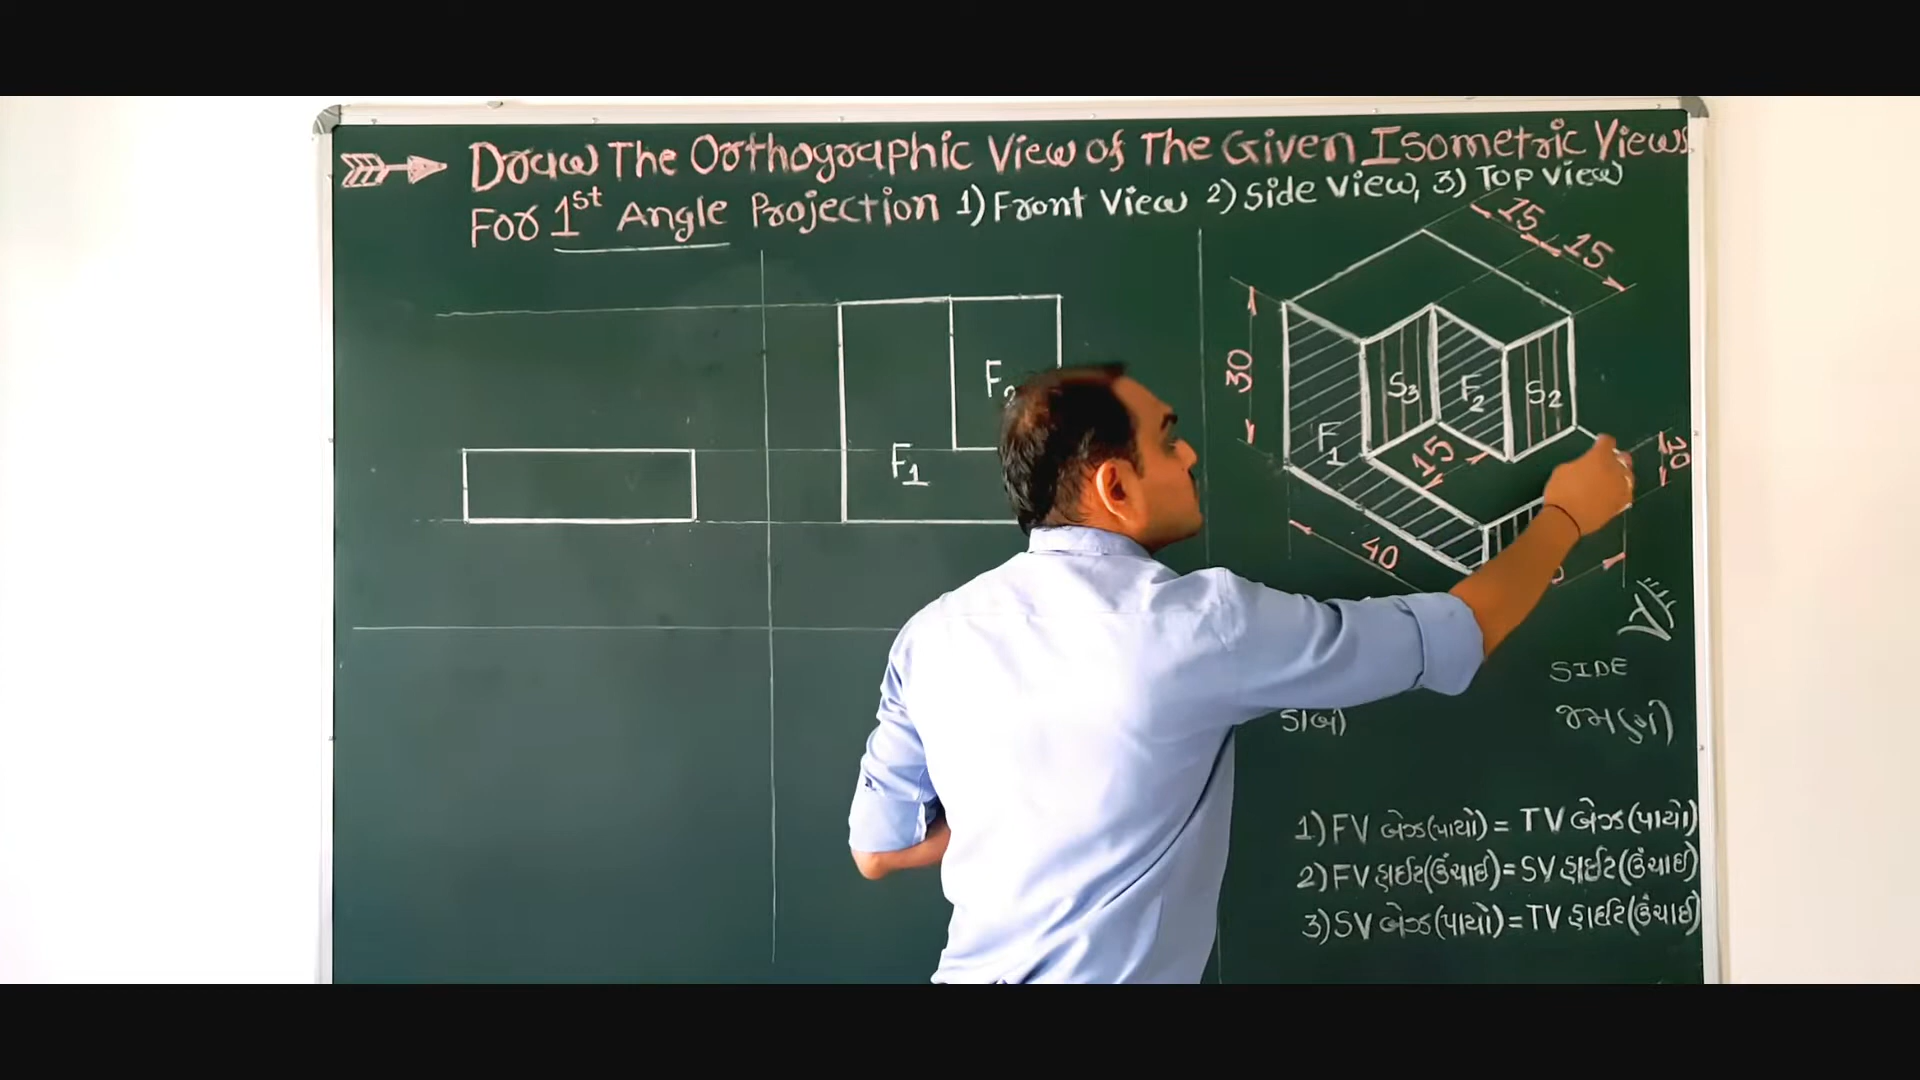 Draw The Orthographic View of The Given Isometric Views
For 1st Angle Projection 1) Front View 2) Side View, 3) Top View
15
15
30
S3
F2
S2
F1
15
40
F2
F1
SIDE
ડાબી
જમણી
1) FV બેઝ(પાયો) = TV બેઝ(પાયો)
2) FV હાઈટ(ઉંચાઈ) = SV હાઈટ(ઉંચાઈ)
3) SV બેઝ(પાયો) = TV હાઈટ(ઉંચાઈ)